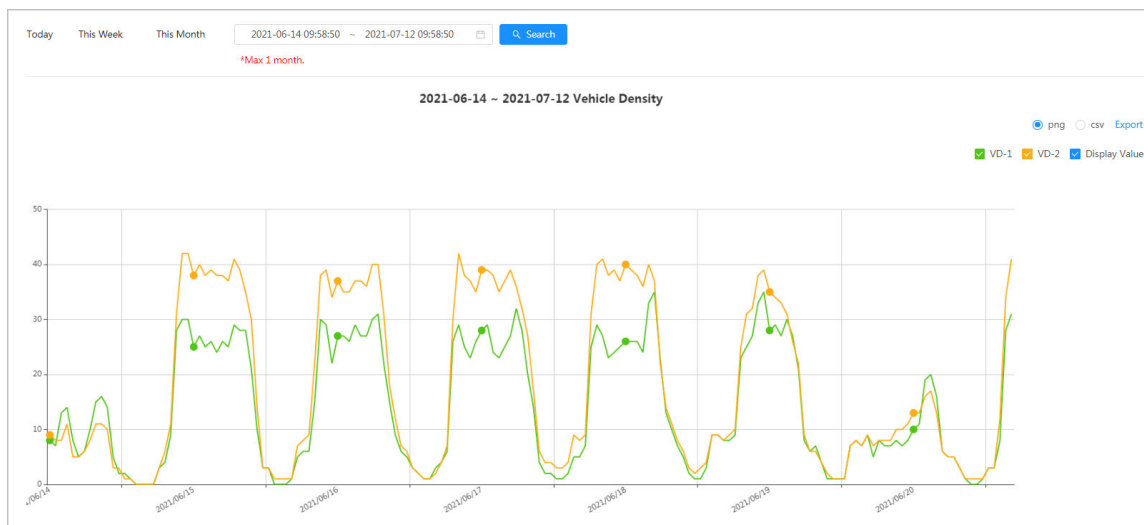 Today This Week This Month 2021-06-14 09:58:50 ~ 2021-07-12 09:58:50 Search
*Max 1 month.
2021-06-14 ~ 2021-07-12 Vehicle Density
png csv Export
VD-1 VD-2 Display Value
50
40
30
20
10
0
/06/14 2021/06/15 2021/06/16 2021/06/17 2021/06/18 2021/06/19 2021/06/20